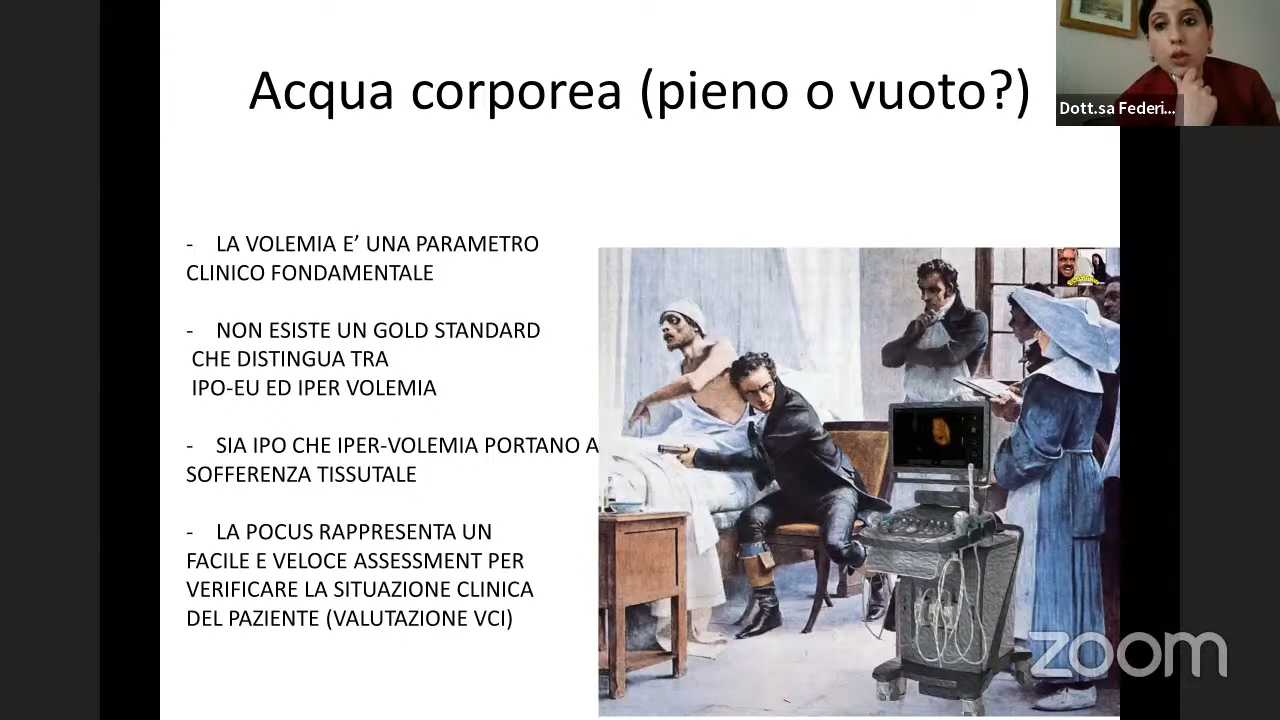 Acqua corporea (pieno o vuoto?)
Dott.sa Federi...
- LA VOLEMIA E’ UNA PARAMETRO
CLINICO FONDAMENTALE
- NON ESISTE UN GOLD STANDARD
CHE DISTINGUA TRA
IPO-EU ED IPER VOLEMIA
- SIA IPO CHE IPER-VOLEMIA PORTANO A
SOFFERENZA TISSUTALE
- LA POCUS RAPPRESENTA UN
FACILE E VELOCE ASSESSMENT PER
VERIFICARE LA SITUAZIONE CLINICA
DEL PAZIENTE (VALUTAZIONE VCI)
zoom